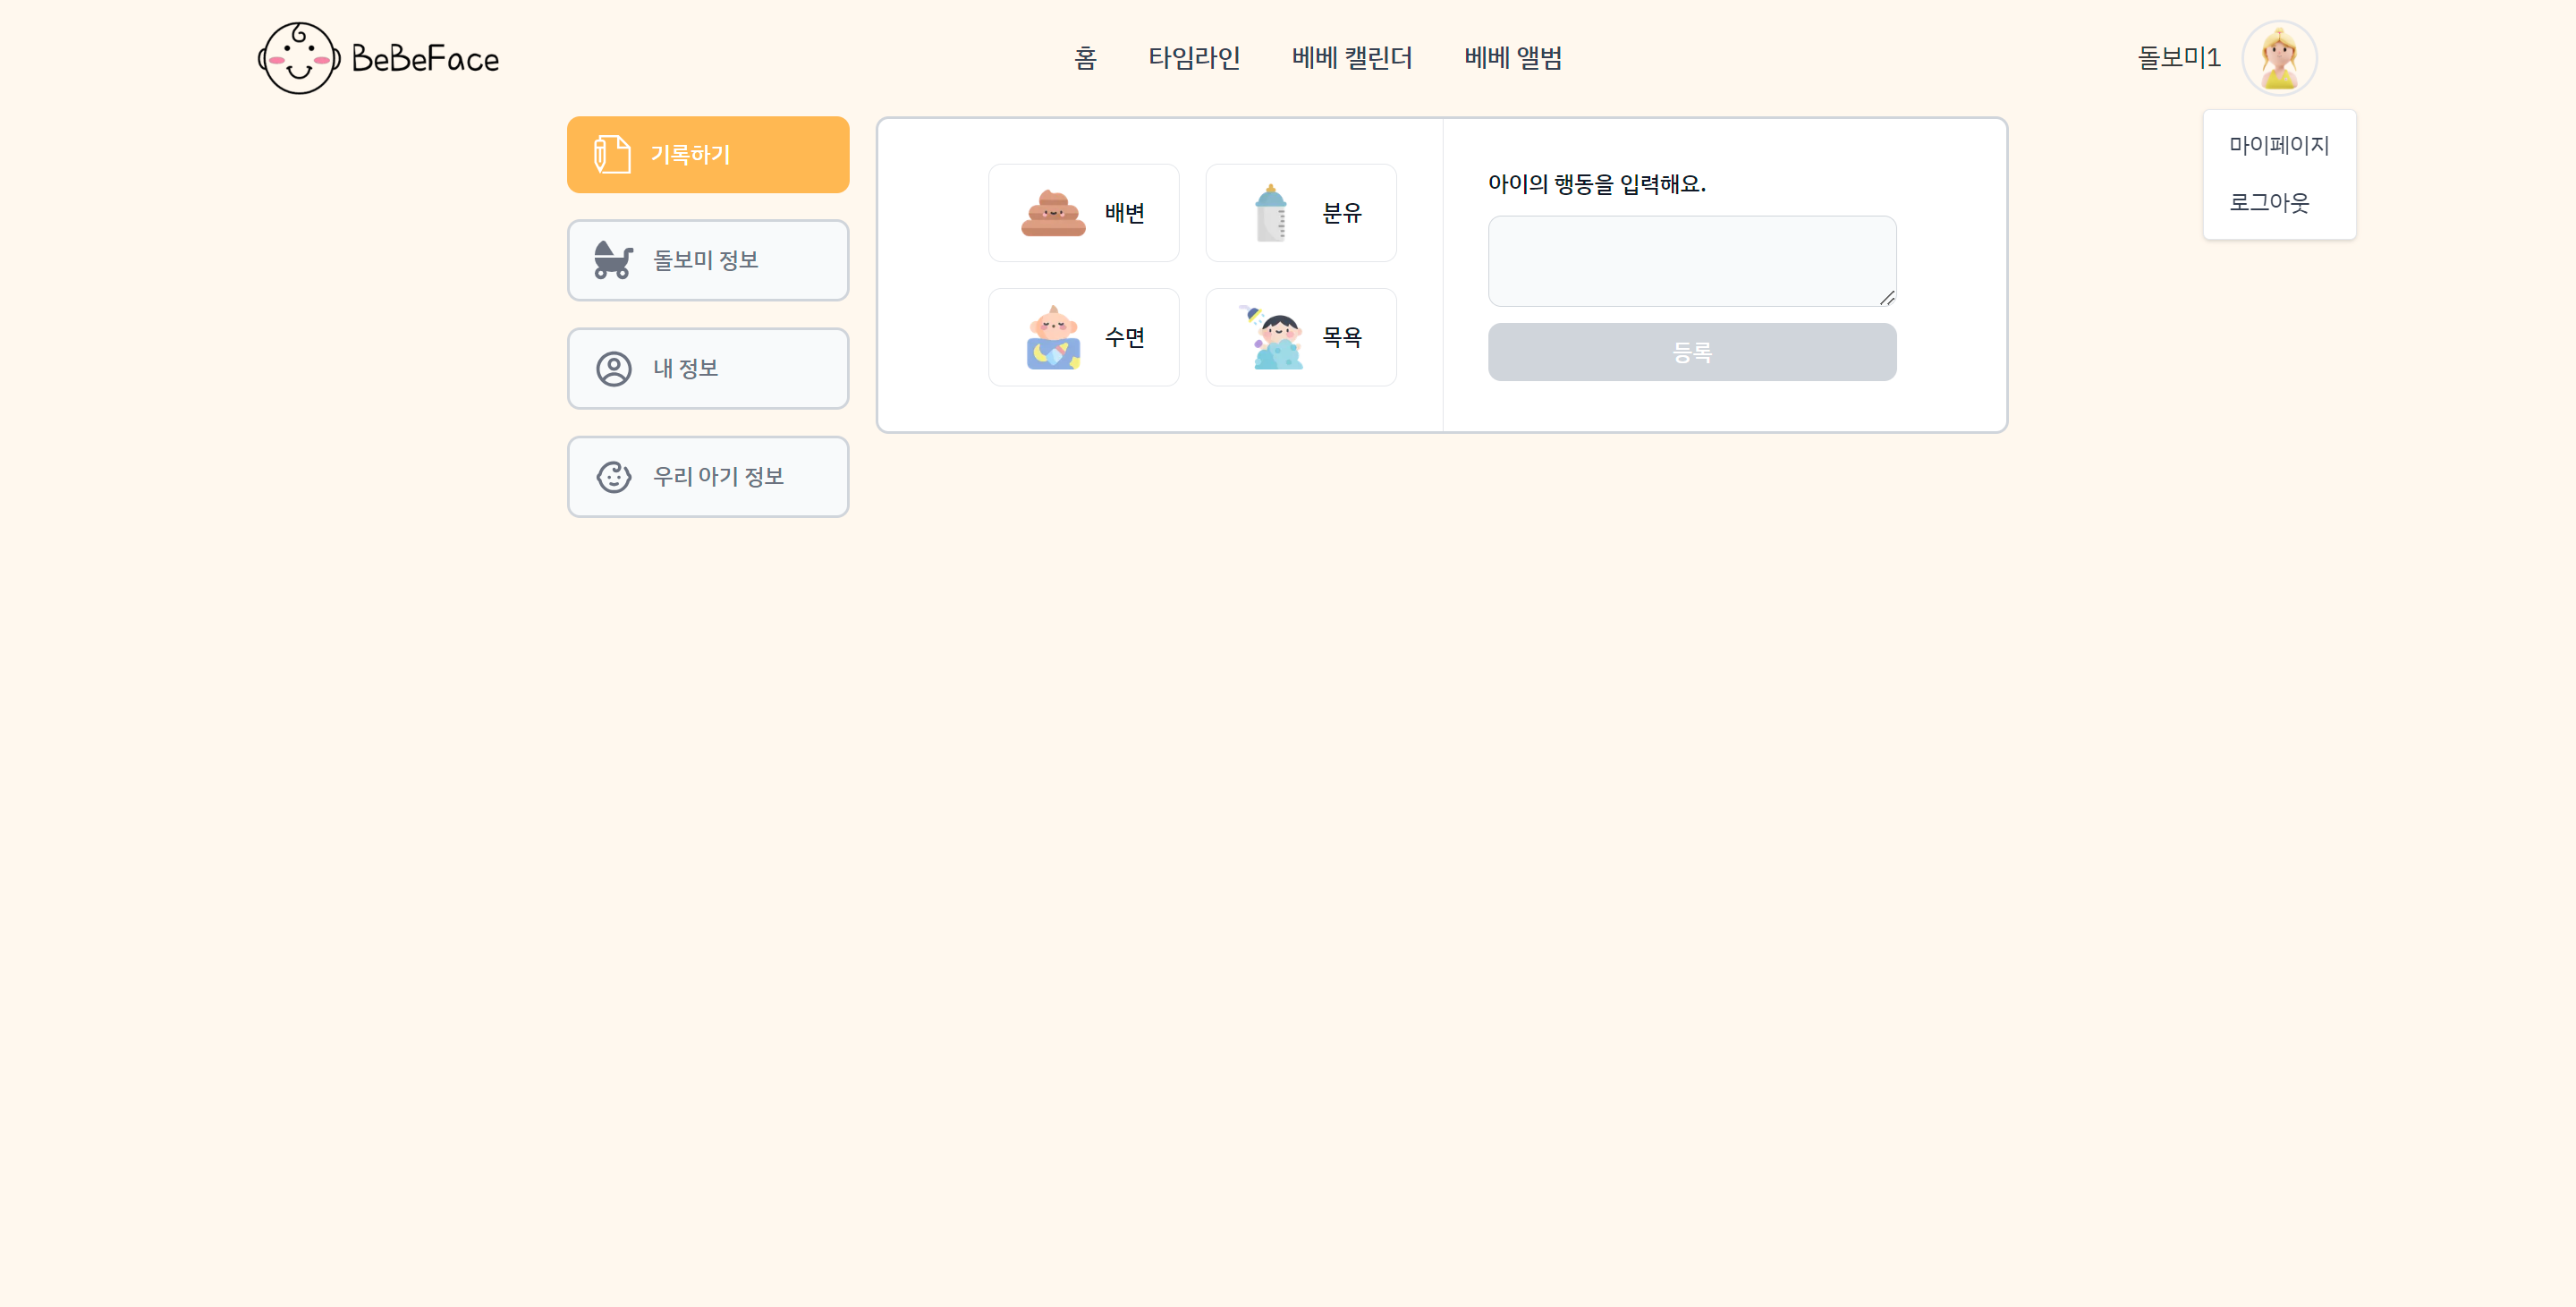 BeBeFace
홈 타임라인 베베 캘린더 베베 앨범
돌보미1
마이페이지
로그아웃
기록하기
돌보미 정보
내 정보
우리 아기 정보
배변
분유
수면
목욕
아이의 행동을 입력해요.
등록